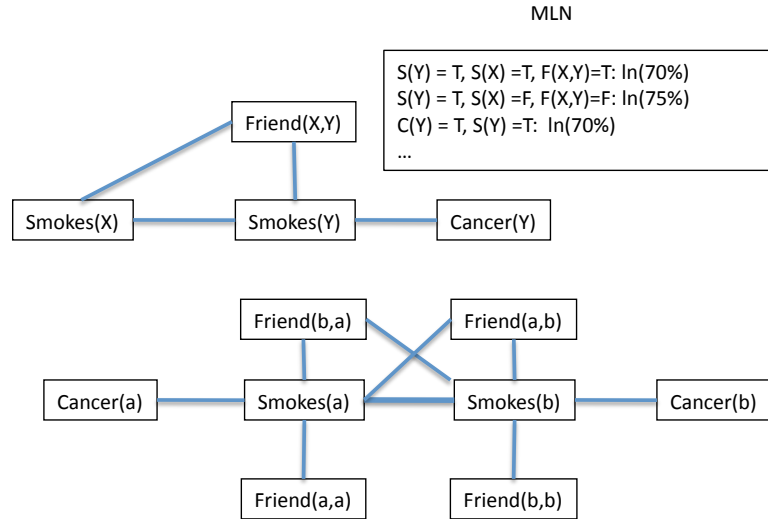 MLN
S(Y) = T, S(X) =T, F(X,Y)=T: ln(70%)
S(Y) = T, S(X) =F, F(X,Y)=F: ln(75%)
C(Y) = T, S(Y) =T:  ln(70%)
...
Friend(X,Y)
Smokes(X) Smokes(Y) Cancer(Y)
Friend(b,a) Friend(a,b)
Cancer(a) Smokes(a) Smokes(b) Cancer(b)
Friend(a,a) Friend(b,b)